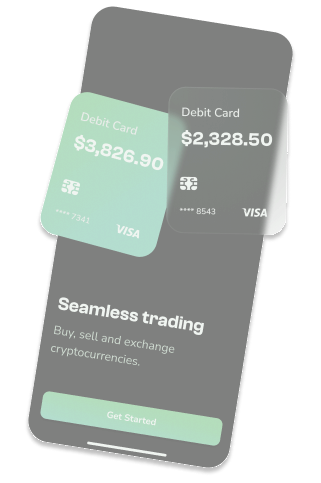 Debit Card
$3,826.90
**** 7341
VISA
Debit Card
$2,328.50
**** 8543
VISA
Seamless trading
Buy, sell and exchange
cryptocurrencies.
Get Started